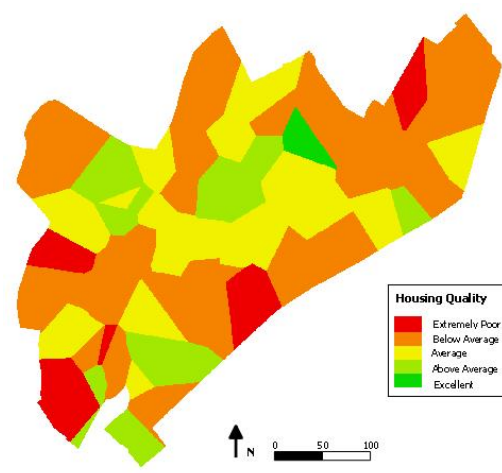 Housing Quality
Extremely Poor
Below Average
Average
Above Average
Excellent
N
0 50 100